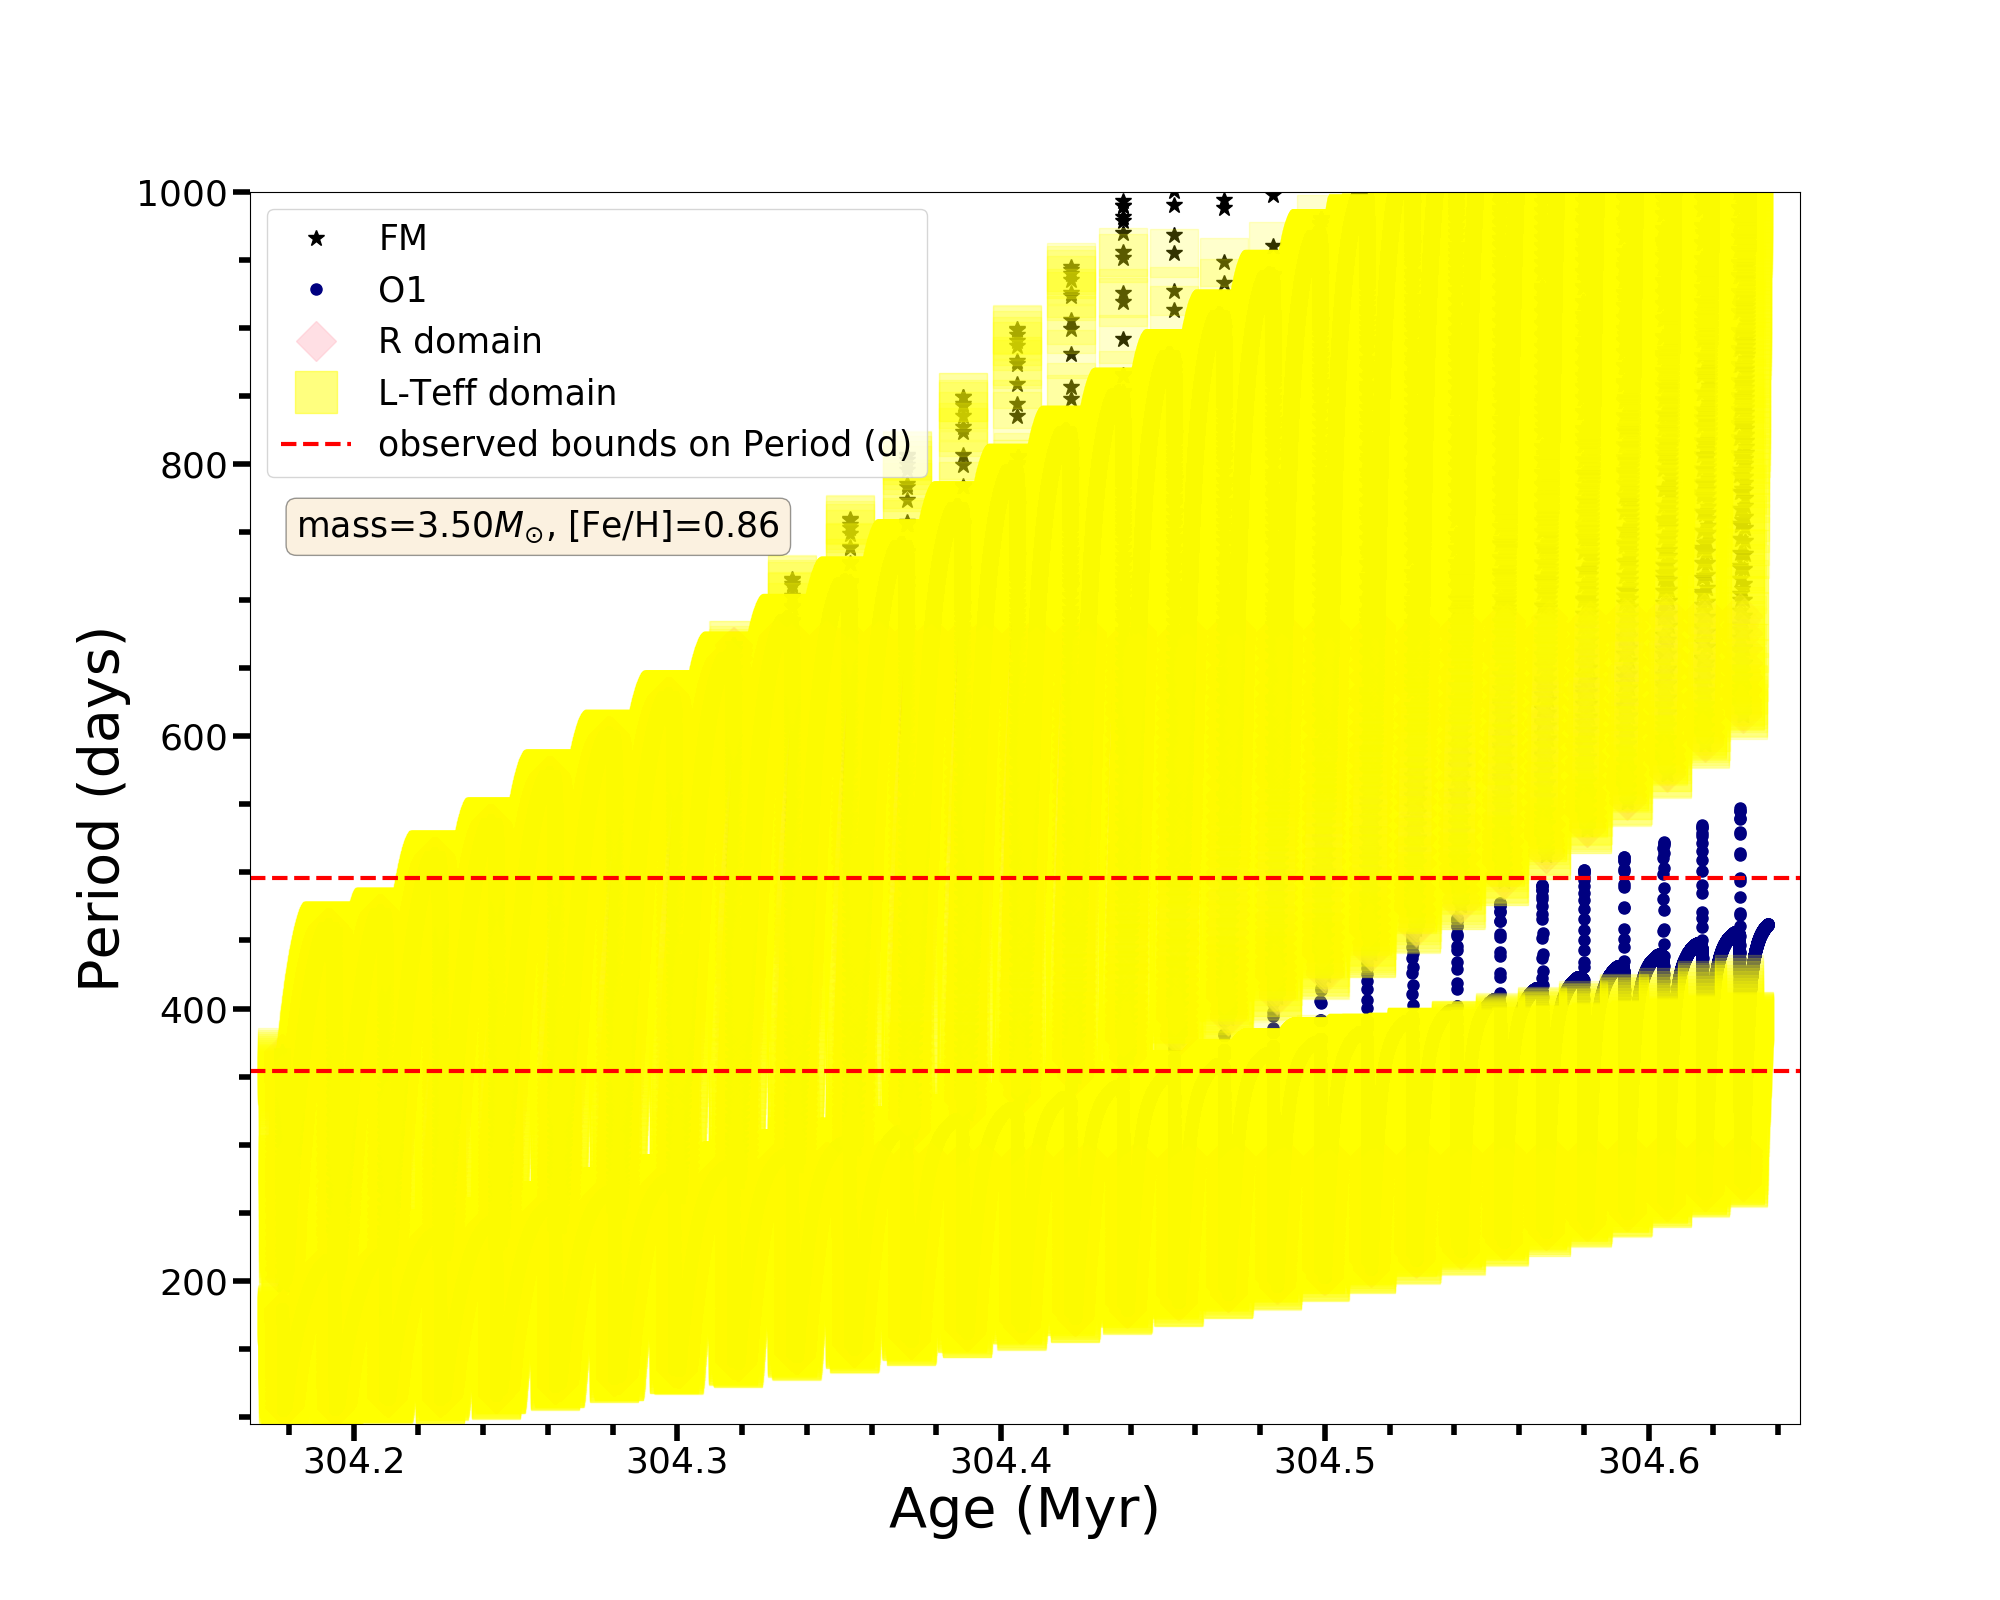 1000
800
600
400
200
Period (days)
FM
O1
R domain
L-Teff domain
observed bounds on Period (d)
mass=3.50M⊙, [Fe/H]=0.86
304.2 304.3 304.4 304.5 304.6
Age (Myr)